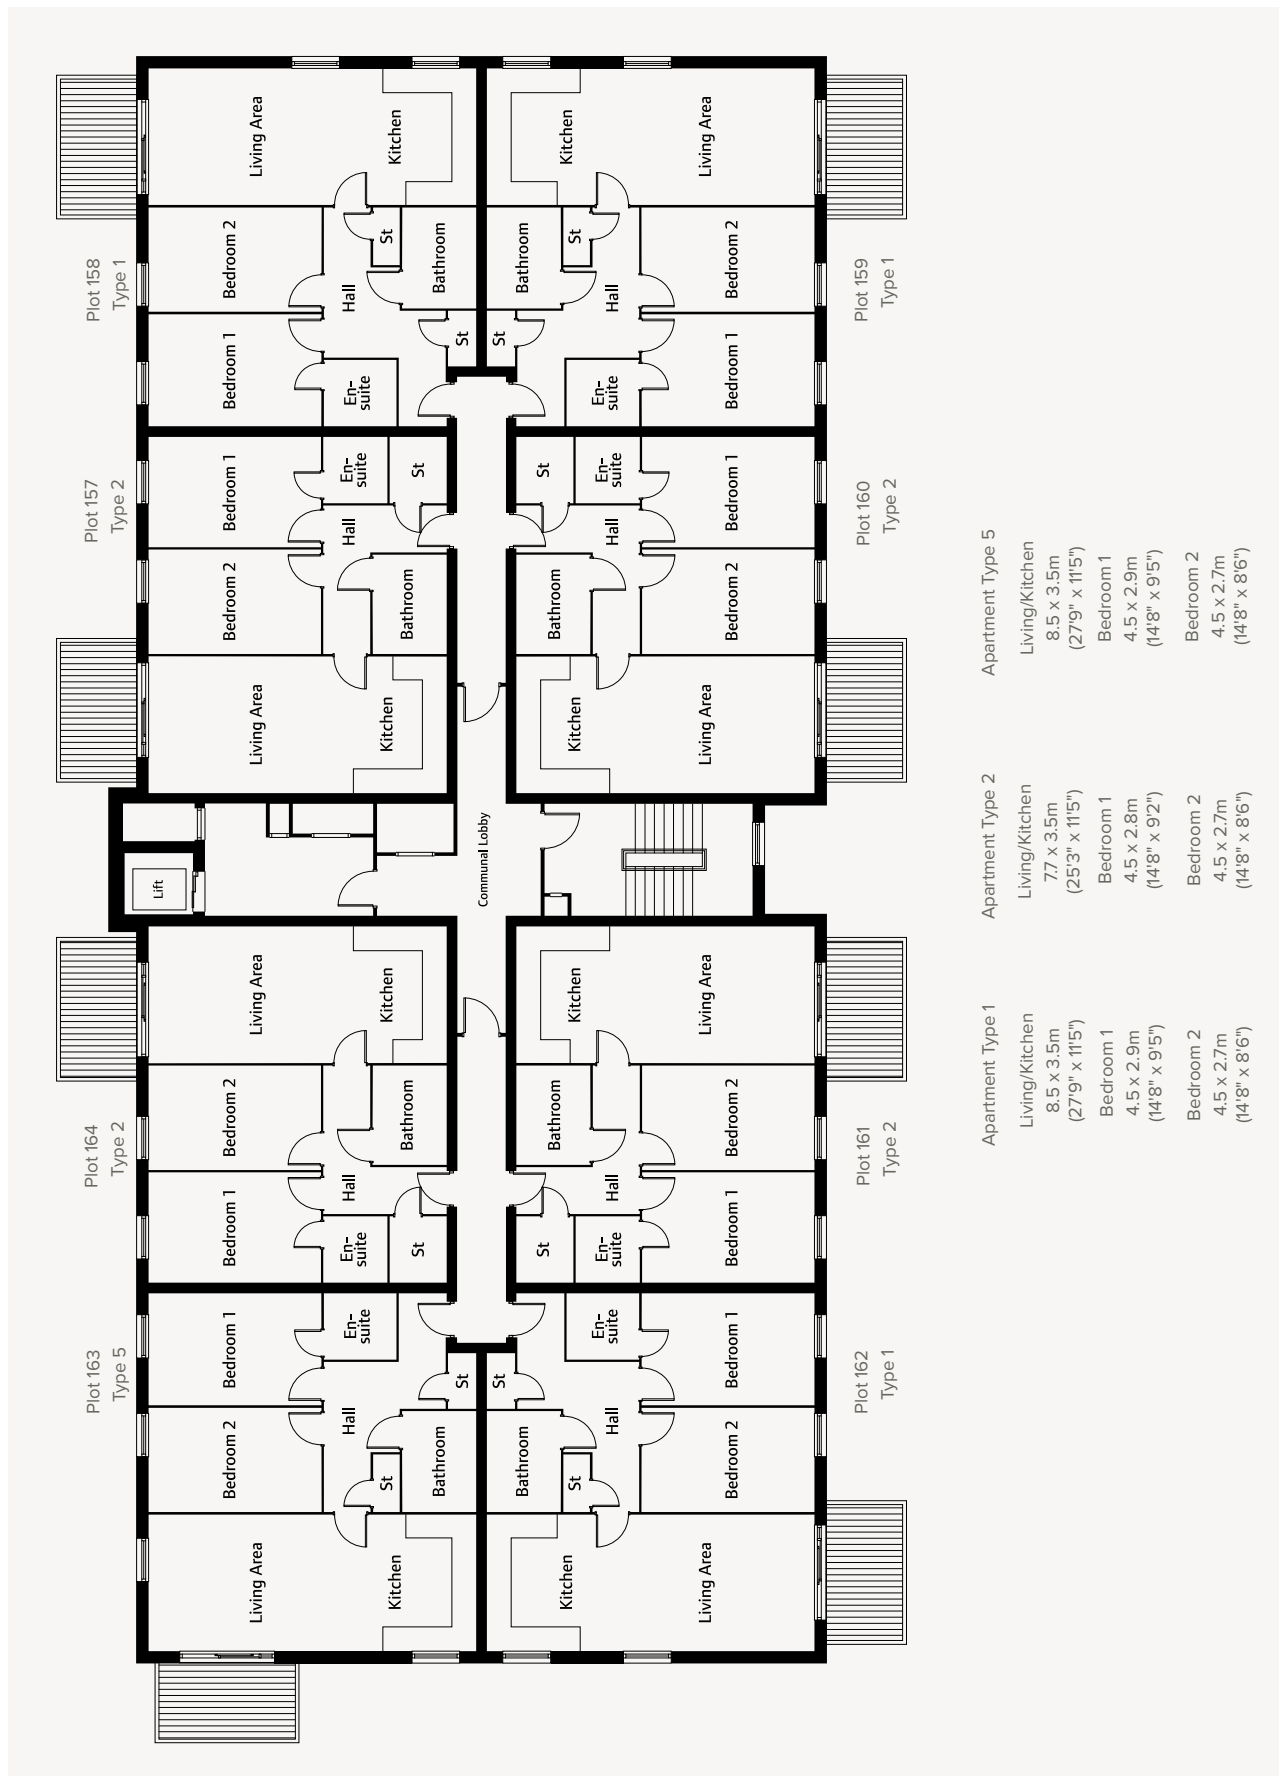 Plot 163
Type 5
Bedroom 2
Bedroom 1
Living Area
Hall
En-
suite
St
Kitchen
Bathroom
St
Plot 164
Type 2
Bedroom 1
Bedroom 2
Living Area
Hall
En-
suite
St
Kitchen
Bathroom
Lift
Communal Lobby
Plot 157
Type 2
Bedroom 2
Bedroom 1
Living Area
Hall
En-
suite
Kitchen
Bathroom
St
Plot 158
Type 1
Bedroom 1
Bedroom 2
Living Area
Hall
En-
suite
St
Kitchen
Bathroom
St
St
Bathroom
St
Kitchen
En-
suite
Hall
Living Area
Bedroom 2
Bedroom 1
Plot 162
Type 1
St
Bathroom
Kitchen
En-
suite
Hall
Living Area
Bedroom 1
Bedroom 2
Plot 161
Type 2
St
Bathroom
Kitchen
En-
suite
Hall
Living Area
Bedroom 2
Bedroom 1
Plot 160
Type 2
St
Bathroom
St
Kitchen
En-
suite
Hall
Living Area
Bedroom 1
Bedroom 2
Plot 159
Type 1
Apartment Type 1
Living/Kitchen
8.5 x 3.5m
(27'9" x 11'5")
Bedroom 1
4.5 x 2.9m
(14'8" x 9'5")
Bedroom 2
4.5 x 2.7m
(14'8" x 8'6")
Apartment Type 2
Living/Kitchen
7.7 x 3.5m
(25'3" x 11'5")
Bedroom 1
4.5 x 2.8m
(14'8" x 9'2")
Bedroom 2
4.5 x 2.7m
(14'8" x 8'6")
Apartment Type 5
Living/Kitchen
8.5 x 3.5m
(27'9" x 11'5")
Bedroom 1
4.5 x 2.9m
(14'8" x 9'5")
Bedroom 2
4.5 x 2.7m
(14'8" x 8'6")